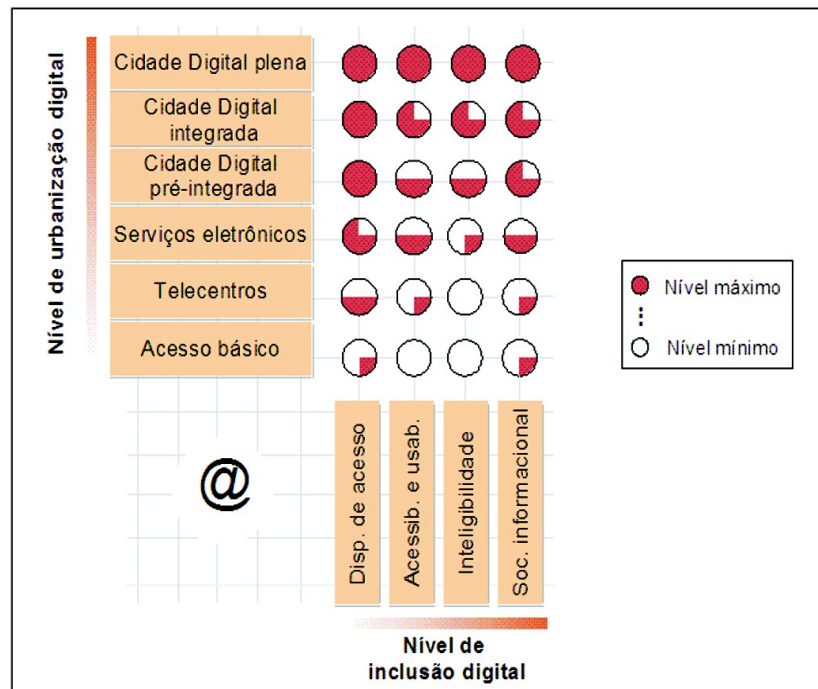 Nível de urbanização digital
Cidade Digital plena
Cidade Digital
integrada
Cidade Digital
pré-integrada
Serviços eletrônicos
Telecentros
Acesso básico
@
Disp. de acesso
Acessib. e usab.
Inteligibilidade
Soc. informacional
Nível de
inclusão digital
Nível máximo
Nível mínimo